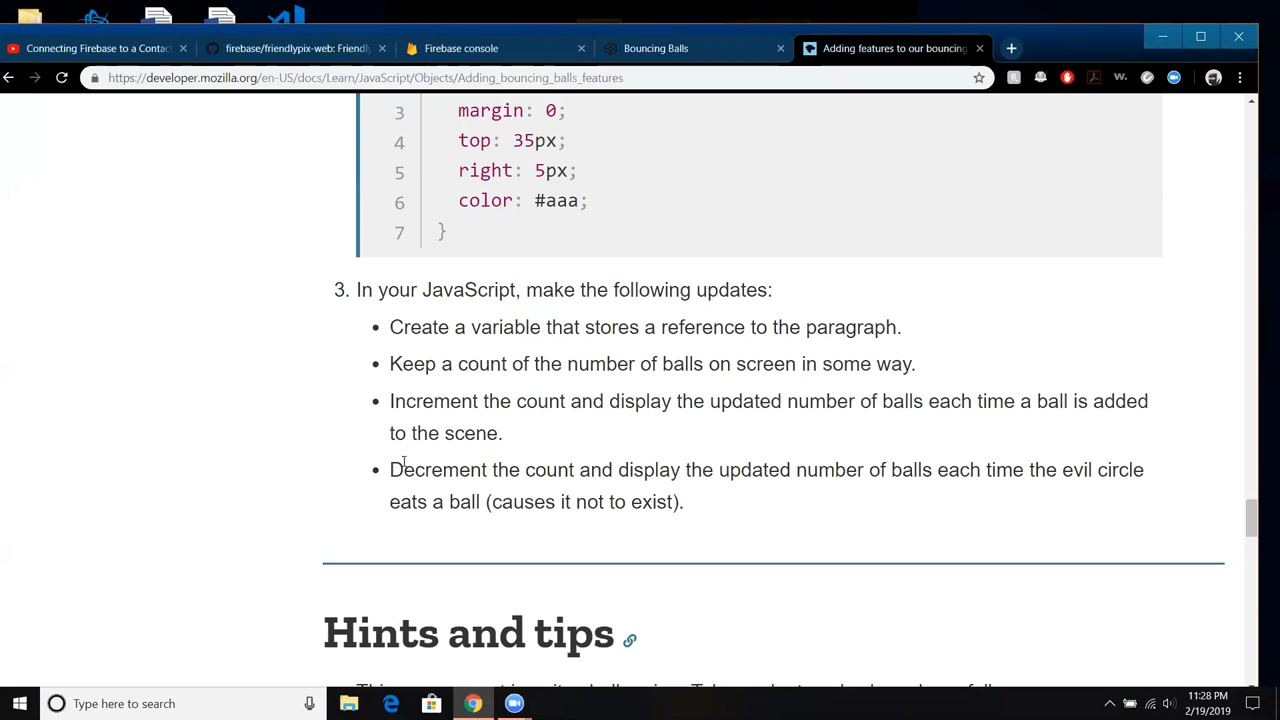 Connecting Firebase to a Contac
firebase/friendlypix-web: Friendl
Firebase console
Bouncing Balls
Adding features to our bouncing
https://developer.mozilla.org/en-US/docs/Learn/JavaScript/Objects/Adding_bouncing_balls_features
w.
3 margin: 0;
4 top: 35px;
5 right: 5px;
6 color: #aaa;
7 }
3. In your JavaScript, make the following updates:
• Create a variable that stores a reference to the paragraph.
• Keep a count of the number of balls on screen in some way.
• Increment the count and display the updated number of balls each time a ball is added
to the scene.
• Decrement the count and display the updated number of balls each time the evil circle
eats a ball (causes it not to exist).
Hints and tips
Type here to search
11:28 PM
2/19/2019